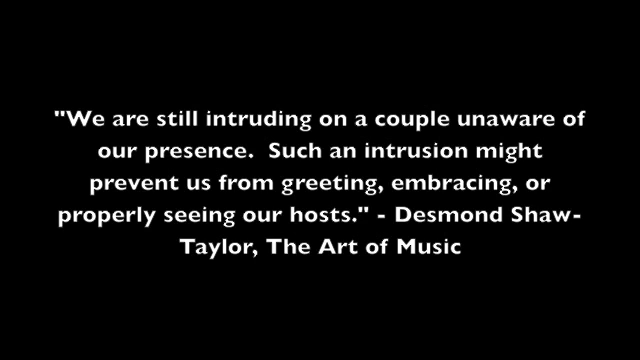 "We are still intruding on a couple unaware of
our presence.  Such an intrusion might
prevent us from greeting, embracing, or
properly seeing our hosts." - Desmond Shaw-
Taylor, The Art of Music